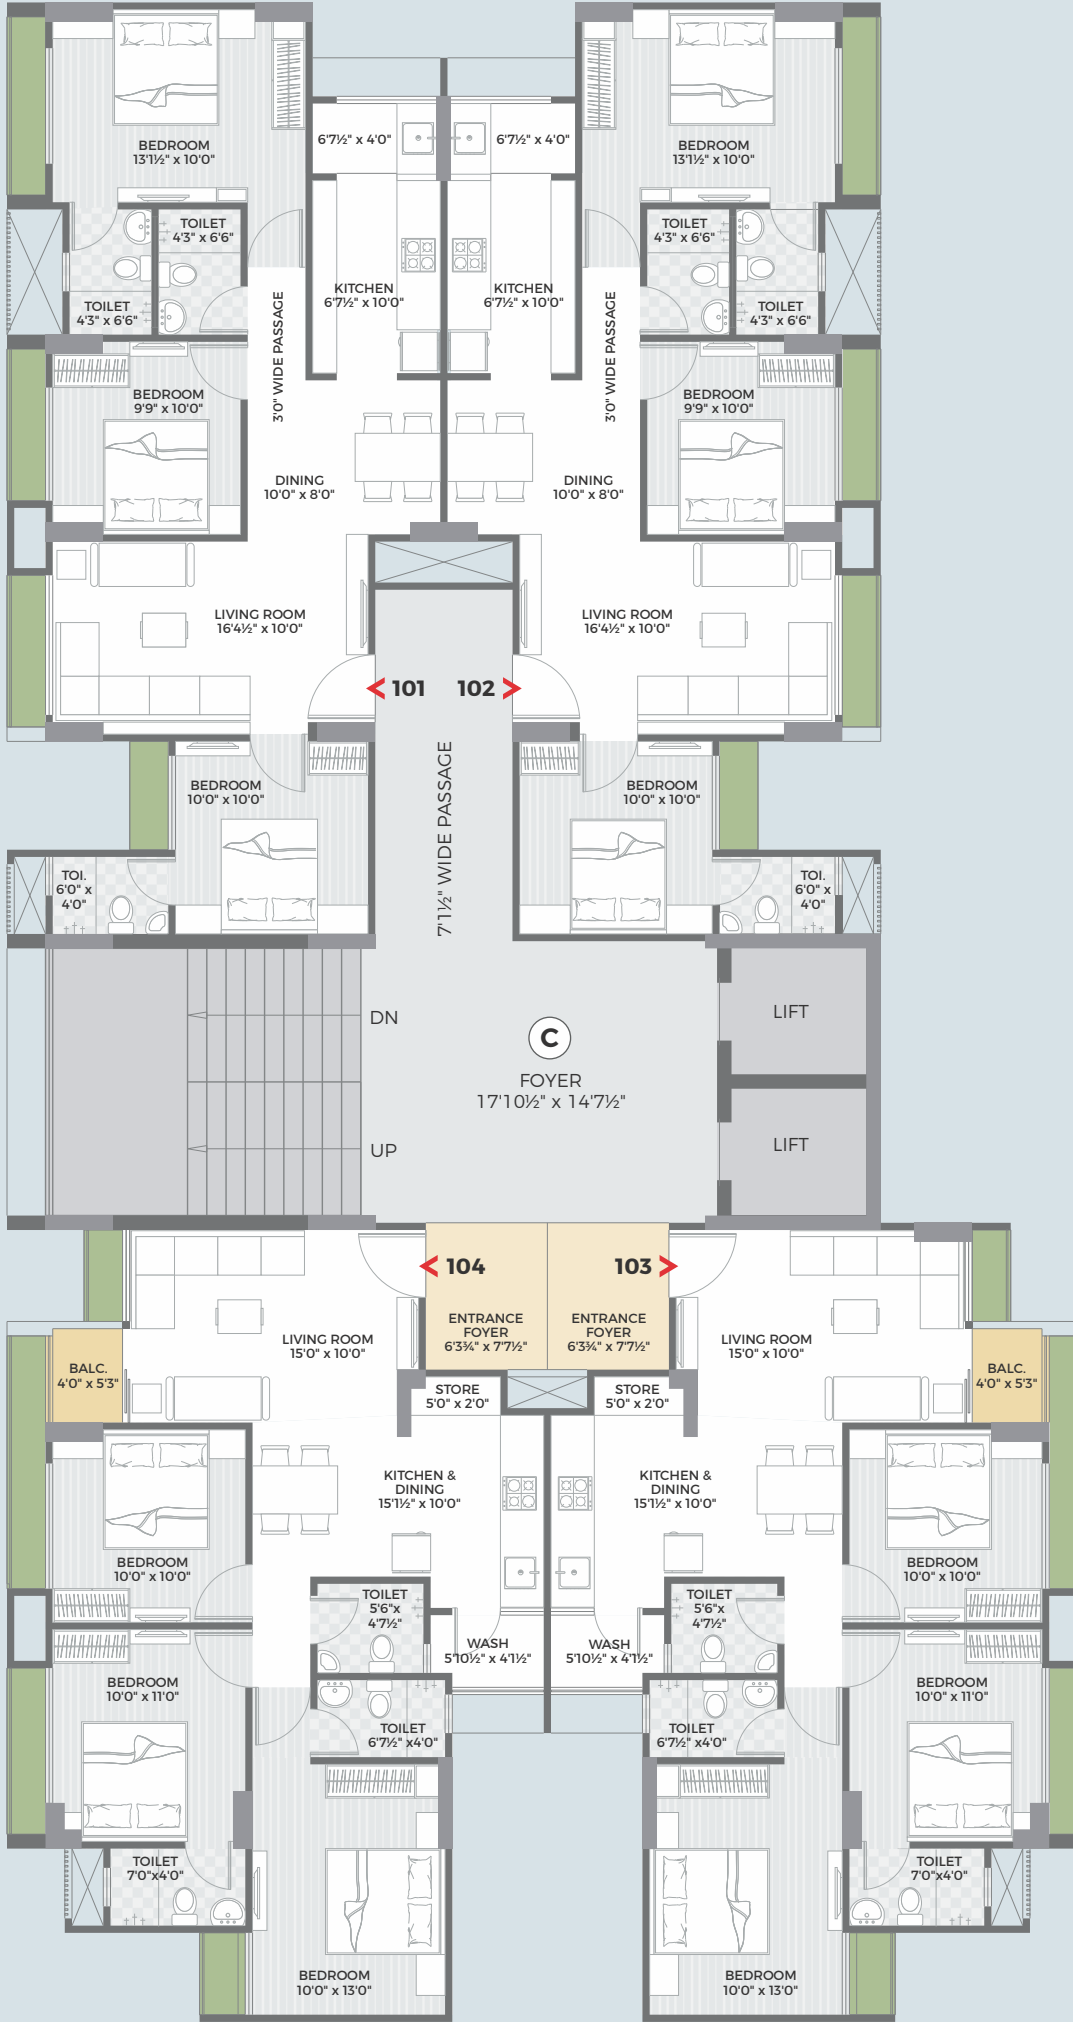 BEDROOM
13'1½" x 10'0"
6'7½" x 4'0"
6'7½" x 4'0"
BEDROOM
13'1½" x 10'0"
TOILET
4'3" x 6'6"
TOILET
4'3" x 6'6"
TOILET
4'3" x 6'6"
TOILET
4'3" x 6'6"
KITCHEN
6'7½" x 10'0"
KITCHEN
6'7½" x 10'0"
3'0" WIDE PASSAGE
3'0" WIDE PASSAGE
BEDROOM
9'9" x 10'0"
BEDROOM
9'9" x 10'0"
DINING
10'0" x 8'0"
DINING
10'0" x 8'0"
LIVING ROOM
16'4½" x 10'0"
LIVING ROOM
16'4½" x 10'0"
101
102
7'1½" WIDE PASSAGE
BEDROOM
10'0" x 10'0"
BEDROOM
10'0" x 10'0"
TOI.
6'0" x
4'0"
TOI.
6'0" x
4'0"
DN
UP
C
FOYER
17'10½" x 14'7½"
LIFT
LIFT
104
103
ENTRANCE
FOYER
6'3¾" x 7'7½"
ENTRANCE
FOYER
6'3¾" x 7'7½"
LIVING ROOM
15'0" x 10'0"
LIVING ROOM
15'0" x 10'0"
BALC.
4'0" x 5'3"
BALC.
4'0" x 5'3"
STORE
5'0" x 2'0"
STORE
5'0" x 2'0"
KITCHEN &
DINING
15'1½" x 10'0"
KITCHEN &
DINING
15'1½" x 10'0"
BEDROOM
10'0" x 10'0"
BEDROOM
10'0" x 10'0"
TOILET
5'6"x
4'7½"
TOILET
5'6"x
4'7½"
WASH
5'10½" x 4'1½"
WASH
5'10½" x 4'1½"
BEDROOM
10'0" x 11'0"
BEDROOM
10'0" x 11'0"
TOILET
6'7½" x4'0"
TOILET
6'7½" x4'0"
TOILET
7'0"x4'0"
TOILET
7'0"x4'0"
BEDROOM
10'0" x 13'0"
BEDROOM
10'0" x 13'0"